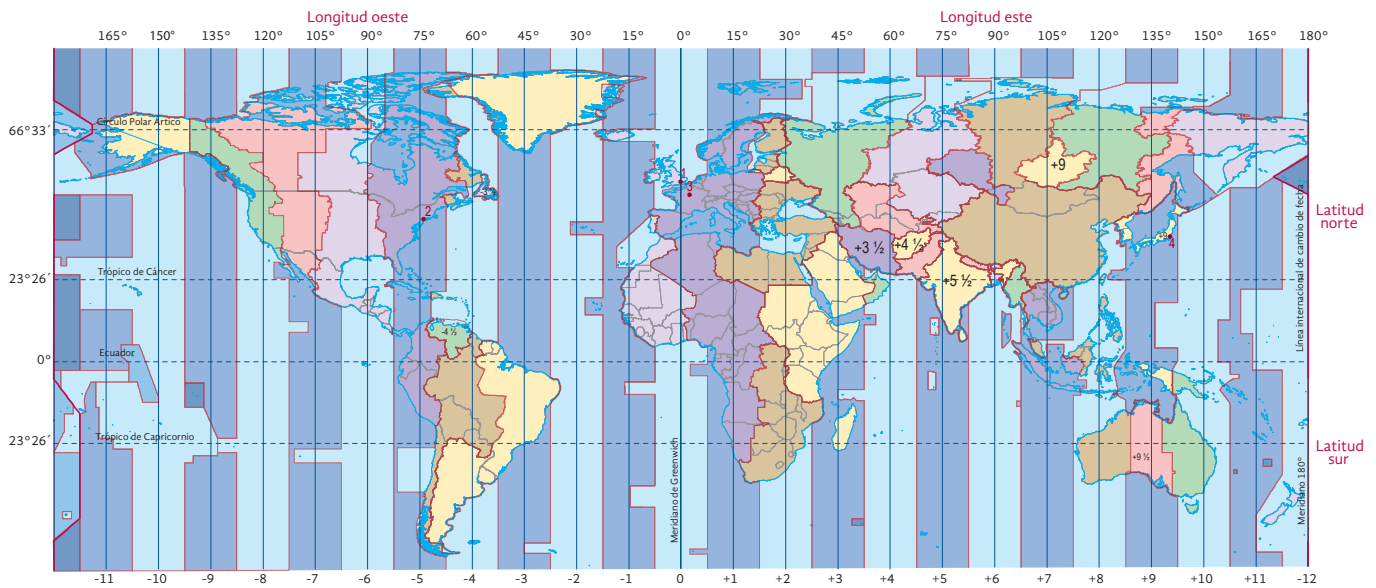 Longitud oeste Longitud este
165° 150° 135° 120° 105° 90° 75° 60° 45° 30° 15° 0° 15° 30° 45° 60° 75° 90° 105° 120° 135° 150° 165° 180°
Círculo Polar Ártico
66°33´
+9
1
3
2
Latitud
norte
+3 ½
+4 ½
4
Trópico de Cáncer
23°26´
+5 ½
Línea internacional de cambio de fecha
-4 ½
Ecuador
0°
Trópico de Capricornio
23°26´
+9 ½
Latitud
sur
Meridiano de Greenwich
Meridiano 180°
-11 -10 -9 -8 -7 -6 -5 -4 -3 -2 -1 0 +1 +2 +3 +4 +5 +6 +7 +8 +9 +10 +11 -12